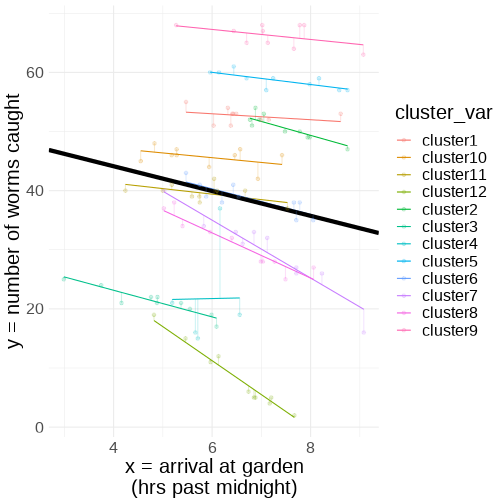 y = number of worms caught
60
40
20
0
4
6
8
x = arrival at garden
(hrs past midnight)
cluster_var
cluster1
cluster10
cluster11
cluster12
cluster2
cluster3
cluster4
cluster5
cluster6
cluster7
cluster8
cluster9